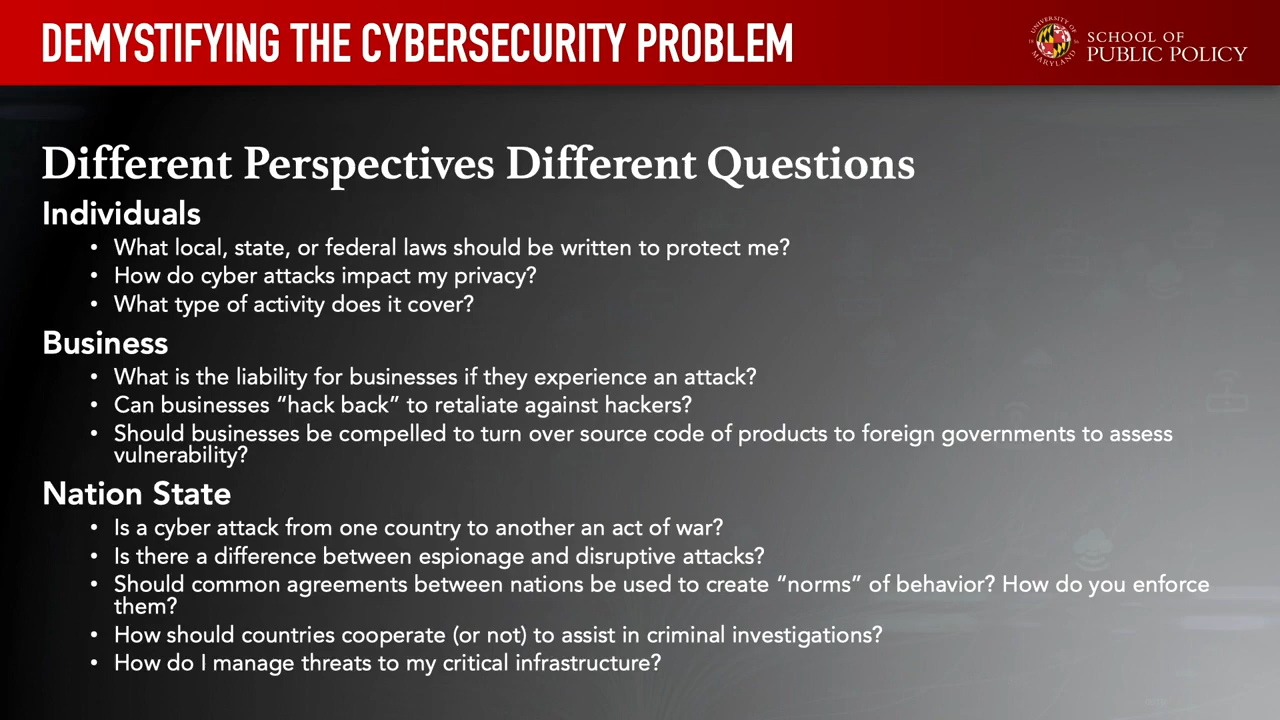 DEMYSTIFYING THE CYBERSECURITY PROBLEM
UNIVERSITY OF
MARYLAND
18 56
SCHOOL OF
PUBLIC POLICY
Different Perspectives Different Questions
Individuals
• What local, state, or federal laws should be written to protect me?
• How do cyber attacks impact my privacy?
• What type of activity does it cover?
Business
• What is the liability for businesses if they experience an attack?
• Can businesses “hack back” to retaliate against hackers?
• Should businesses be compelled to turn over source code of products to foreign governments to assess
vulnerability?
Nation State
• Is a cyber attack from one country to another an act of war?
• Is there a difference between espionage and disruptive attacks?
• Should common agreements between nations be used to create “norms” of behavior? How do you enforce
them?
• How should countries cooperate (or not) to assist in criminal investigations?
• How do I manage threats to my critical infrastructure?